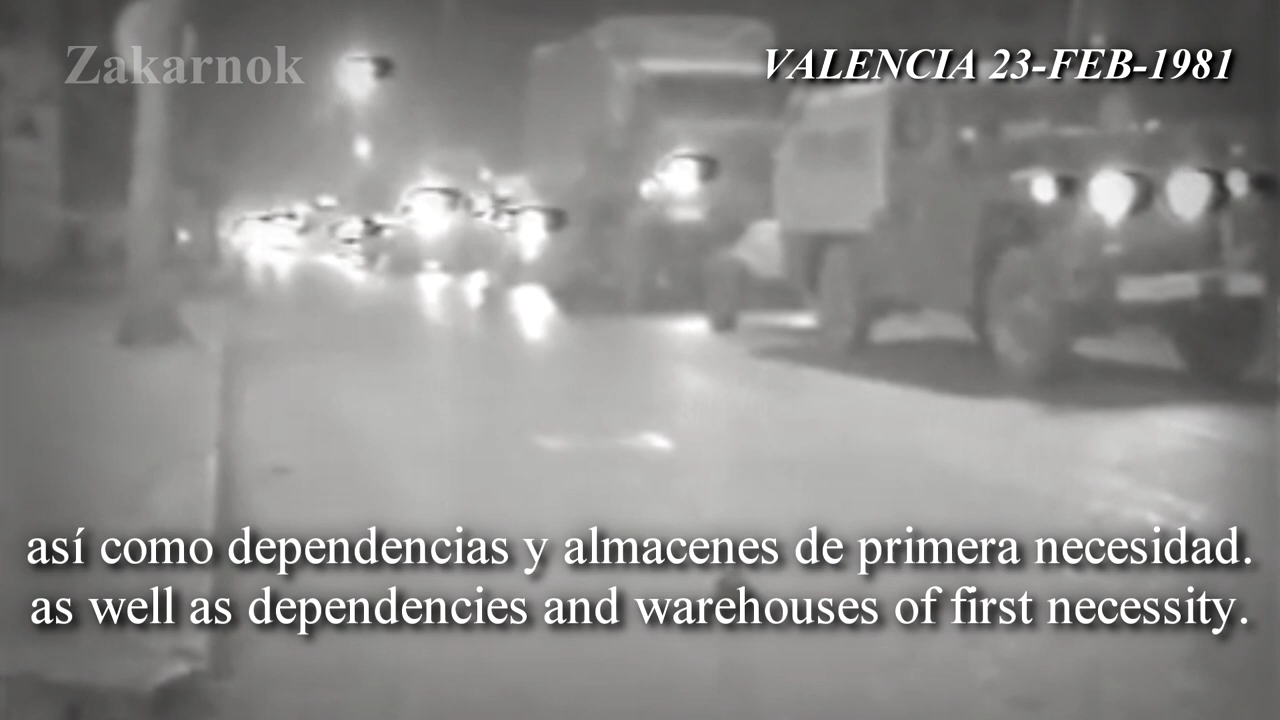 Zakarnok
VALENCIA 23-FEB-1981
así como dependencias y almacenes de primera necesidad.
as well as dependencies and warehouses of first necessity.